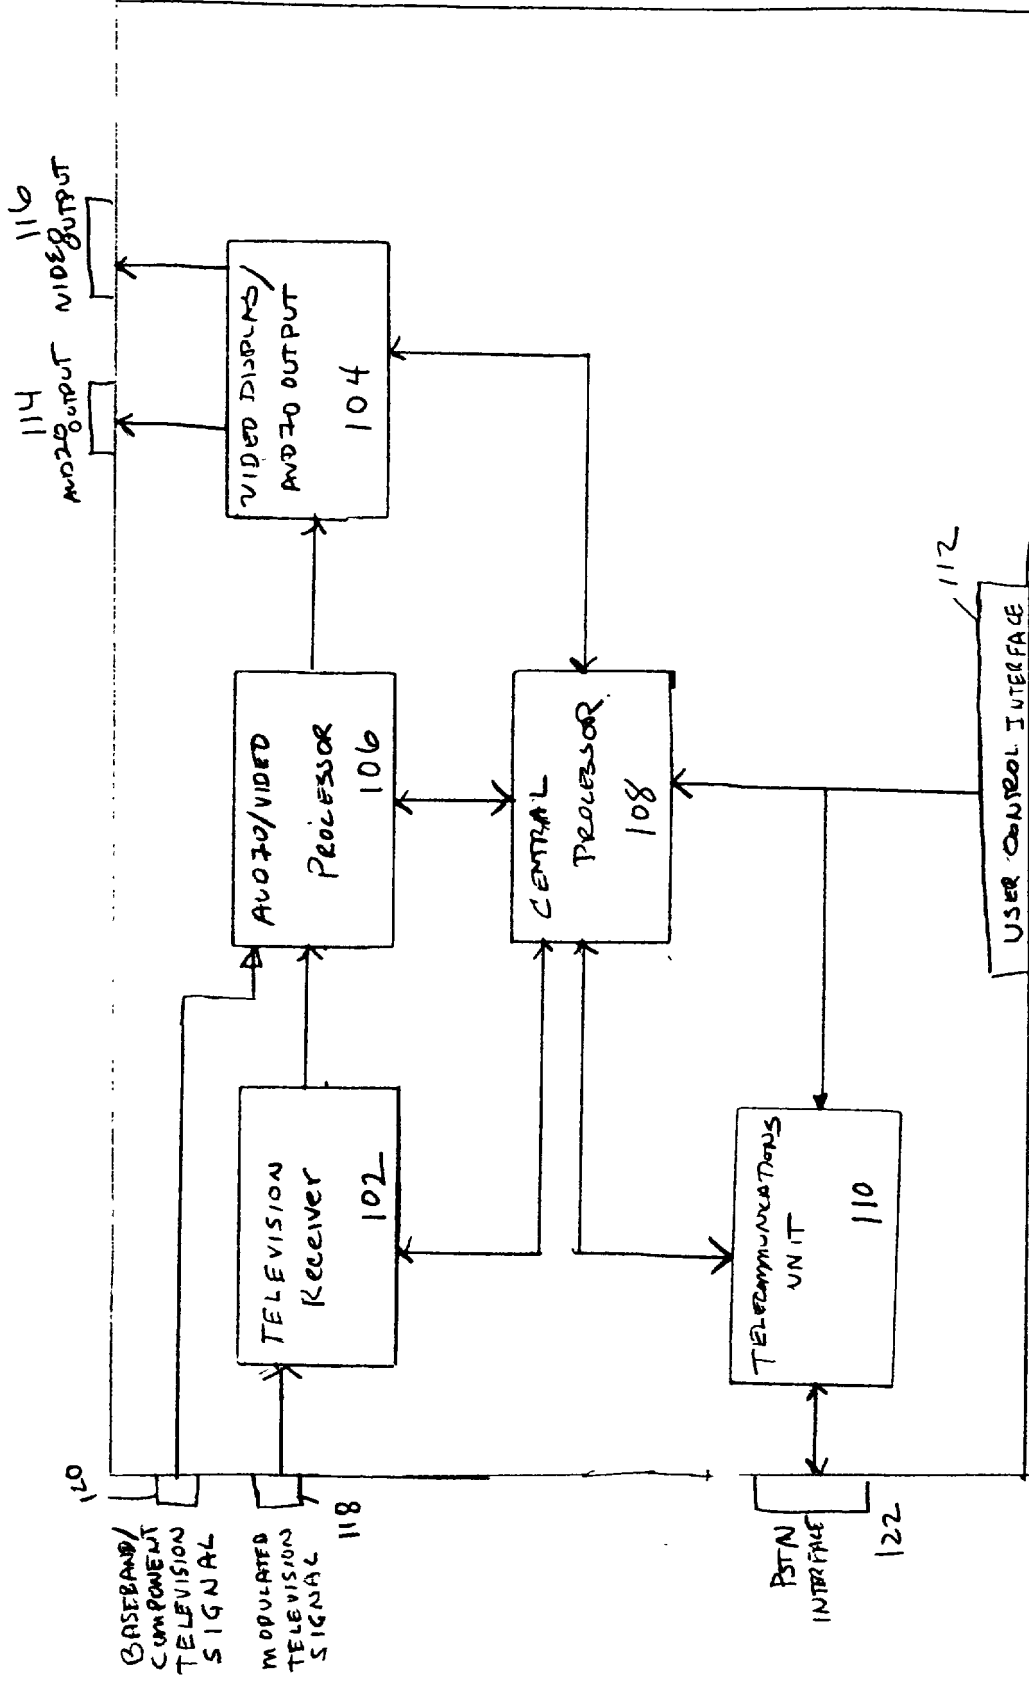 120
BASEBAND/
COMPONENT
TELEVISION
SIGNAL
MODULATED
TELEVISION
SIGNAL
118
PSTN
INTERFACE
122
TELEVISION
Receiver
102
TELECOMMUNICATIONS
UNIT
110
AUDIO/VIDEO
PROCESSOR
106
CENTRAL
PROCESSOR
108
USER CONTROL INTERFACE
112
VIDEO DISPLAY/
AUDIO OUTPUT
104
114
AUDIO OUTPUT
116
VIDEO OUTPUT